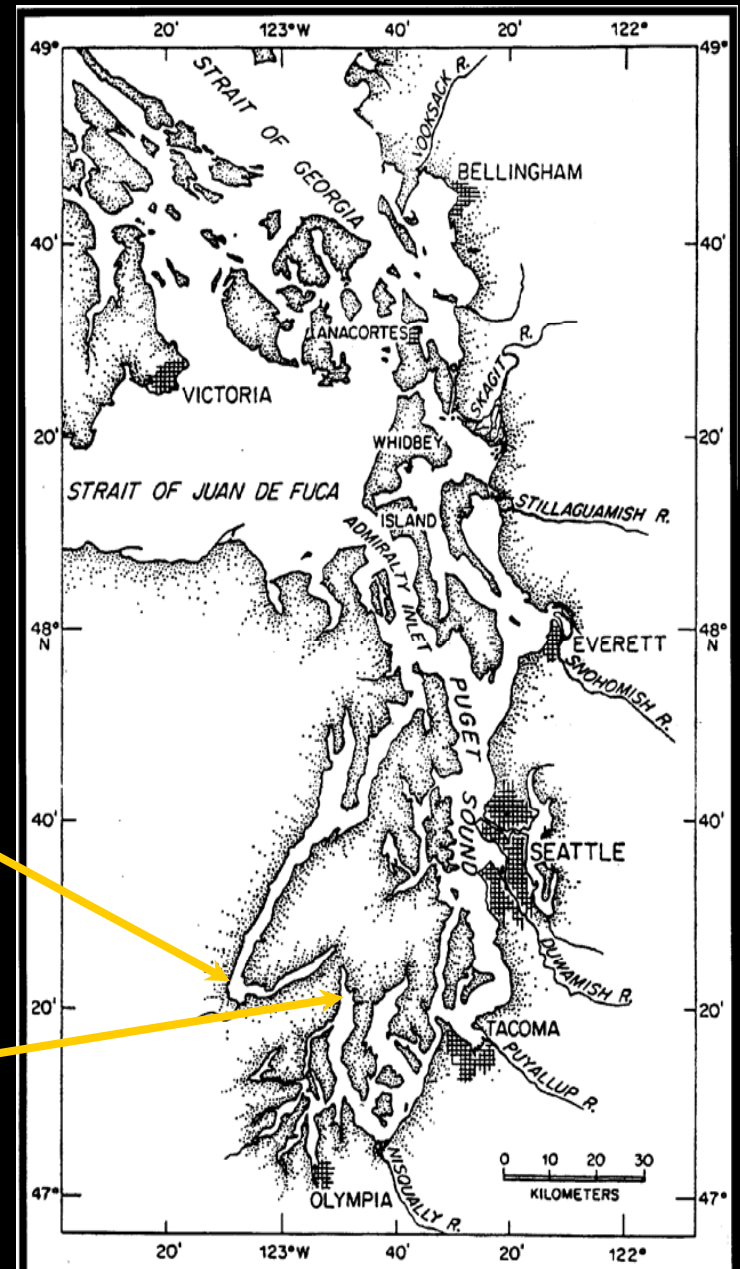 20'
123°W
40'
20'
122°
49°
49°
STRAIT OF GEORGIA
OOKSACK R.
BELLINGHAM
40'
40'
ANACORTES
VICTORIA
SKAGIT R.
20'
20'
WHIDBEY
ISLAND
STRAIT OF JUAN DE FUCA
STILLAGUAMISH R.
ADMIRALTY INLET
48°
N
48°
N
EVERETT
SNOHOMISH R.
PUGET SOUND
40'
40'
SEATTLE
DUWAMISH R.
20'
20'
TACOMA
PUYALLUP R.
NISQUALLY R.
OLYMPIA
0 10 20 30
KILOMETERS
47°
47°
20'
123°W
40'
20'
122°